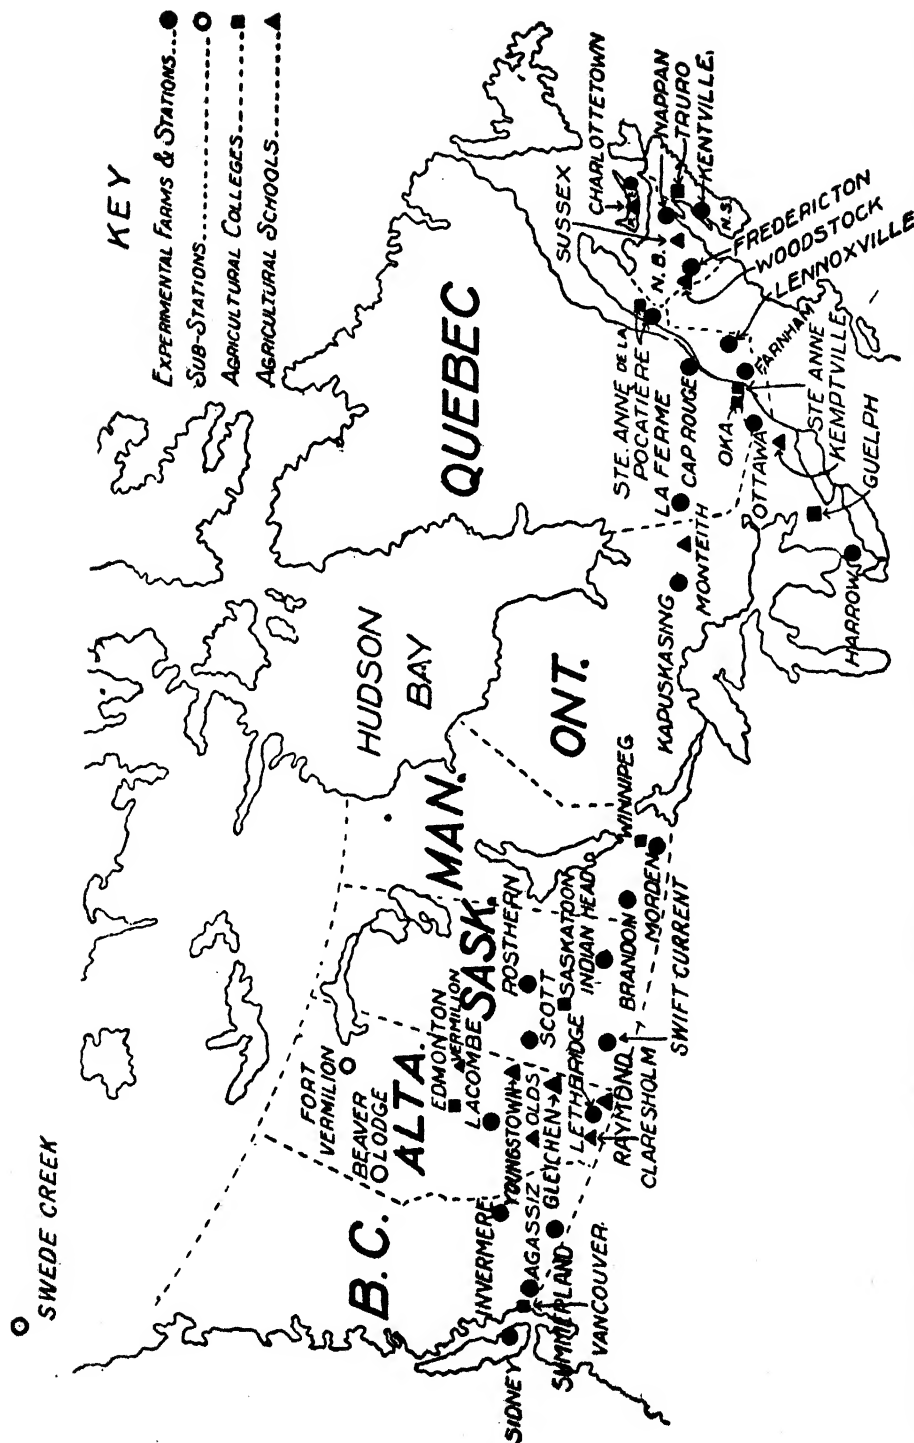 KEY
EXPERIMENTAL FARMS & STATIONS
SUB-STATIONS
AGRICULTURAL COLLEGES
AGRICULTURAL SCHOOLS
SWEDE CREEK
HUDSON
BAY
QUEBEC
FORT
VERMILION
BEAVER
LODGE
B.C.
ALTA.
SASK.
MAN.
ONT.
EDMONTON
VERMILION
LACOMBE
ROSTHERN
INVERMERE
YOUNGSTOWN
OLDS
SCOTT
SASKATOON
INDIAN HEAD
WINNIPEG
SIDNEY
AGASSIZ
GLEICHEN
LETHBRIDGE
SUMMERLAND
VANCOUVER
RAYMOND
CLARESHOLM
BRANDON
MORDEN
SWIFT CURRENT
KAPUSKASING
MONTEITH
LA FERME
STE. ANNE DE LA
POCATIERE
CAP ROUGE
OKA
OTTAWA
HARROW
GUELPH
KEMPTVILLE
STE ANNE
FARNHAM
LENNOXVILLE
WOODSTOCK
FREDERICTON
SUSSEX
N.B.
CHARLOTTETOWN
NAPPAN
TRURO
KENTVILLE
N.S.